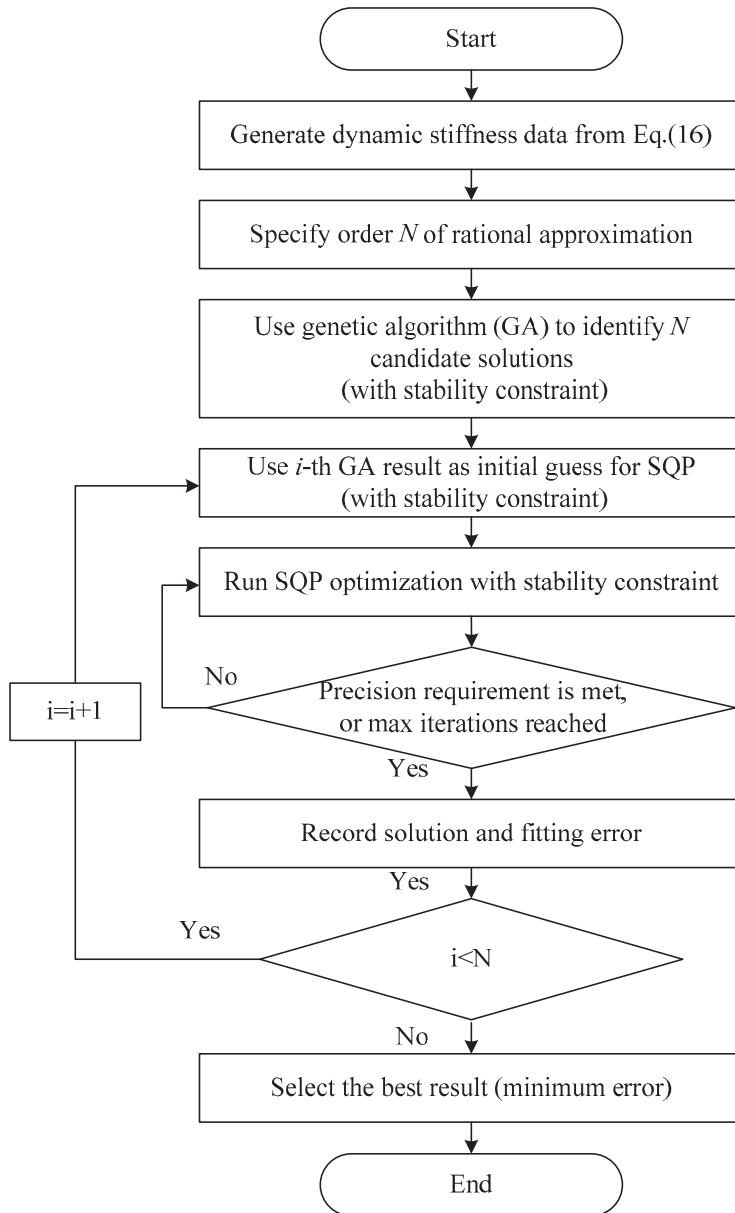 Start
Generate dynamic stiffness data from Eq.(16)
Specify order N of rational approximation
Use genetic algorithm (GA) to identify N
candidate solutions
(with stability constraint)
Use i-th GA result as initial guess for SQP
(with stability constraint)
Run SQP optimization with stability constraint
No
Precision requirement is met,
or max iterations reached
i=i+1
Yes
Record solution and fitting error
Yes
Yes
i<N
No
Select the best result (minimum error)
End